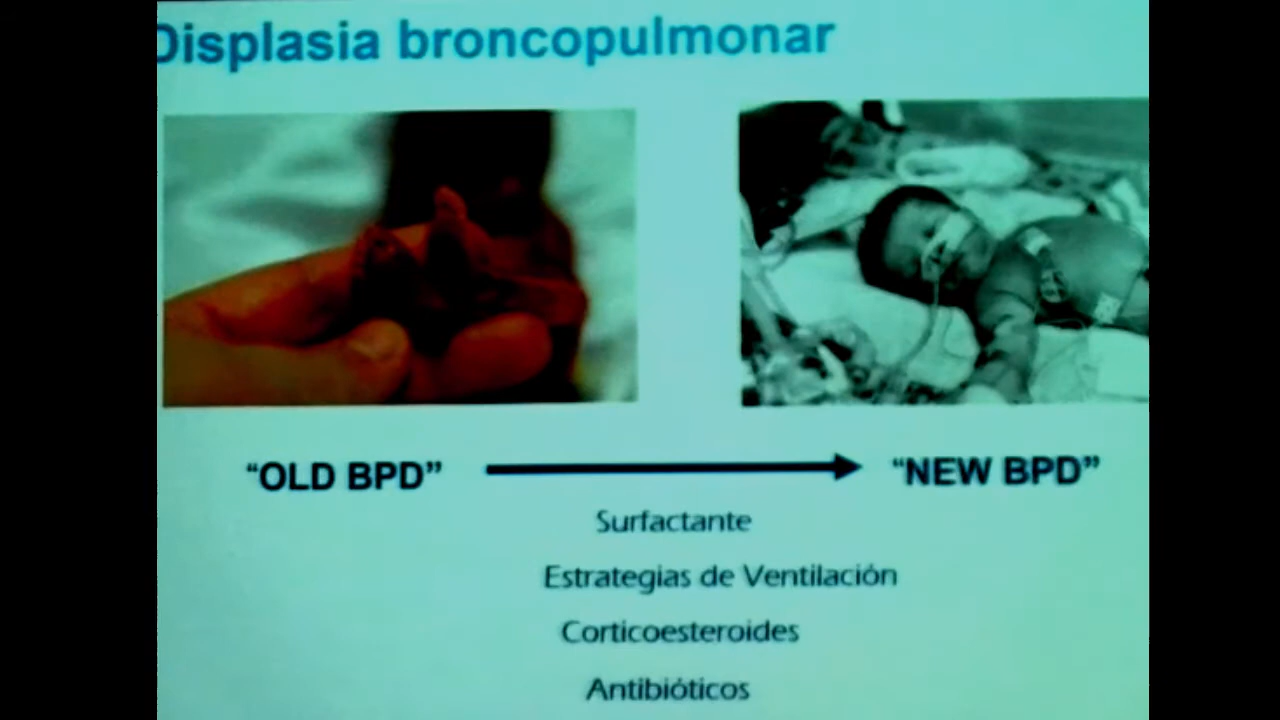 Displasia broncopulmonar
“OLD BPD”
“NEW BPD”
Surfactante
Estrategias de Ventilación
Corticoesteroides
Antibióticos